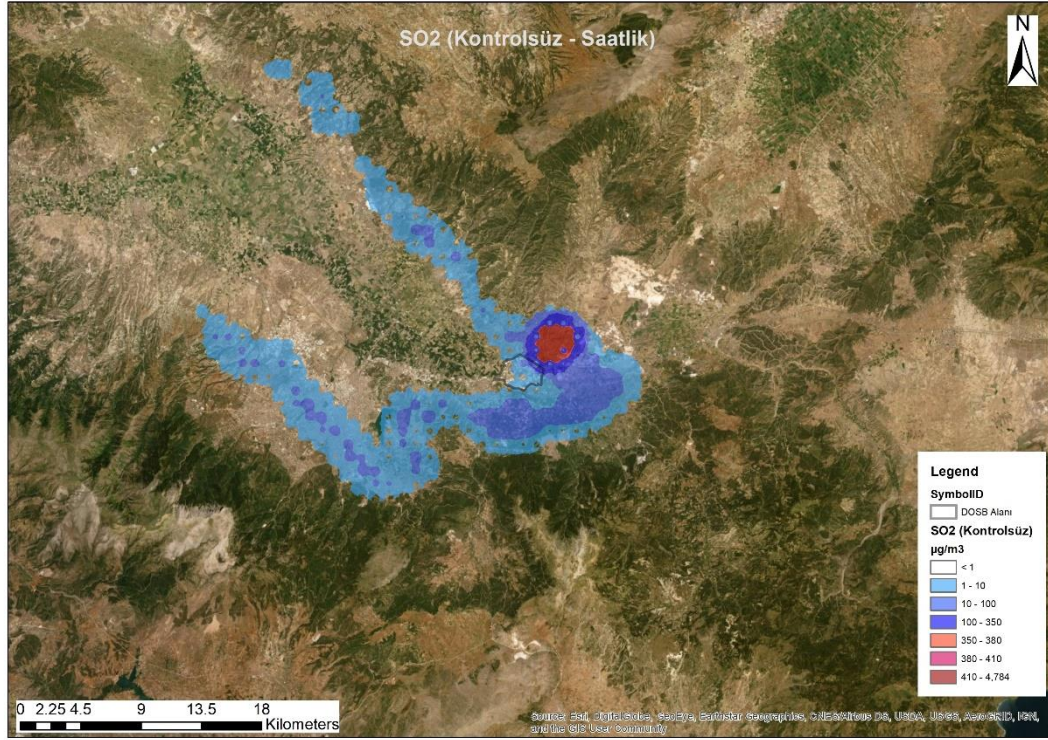 SO2 (Kontrolsüz - Saatlik)
N
Legend
SymbolID
DOSB Alanı
SO2 (Kontrolsüz)
µg/m3
< 1
1 - 10
10 - 100
100 - 350
350 - 380
380 - 410
410 - 4,784
0 2.25 4.5 9 13.5 18
Kilometers
Source: Esri, DigitalGlobe, GeoEye, Earthstar Geographics, CNES/Airbus DS, USDA, USGS, AeroGRID, IGN,
and the GIS User Community